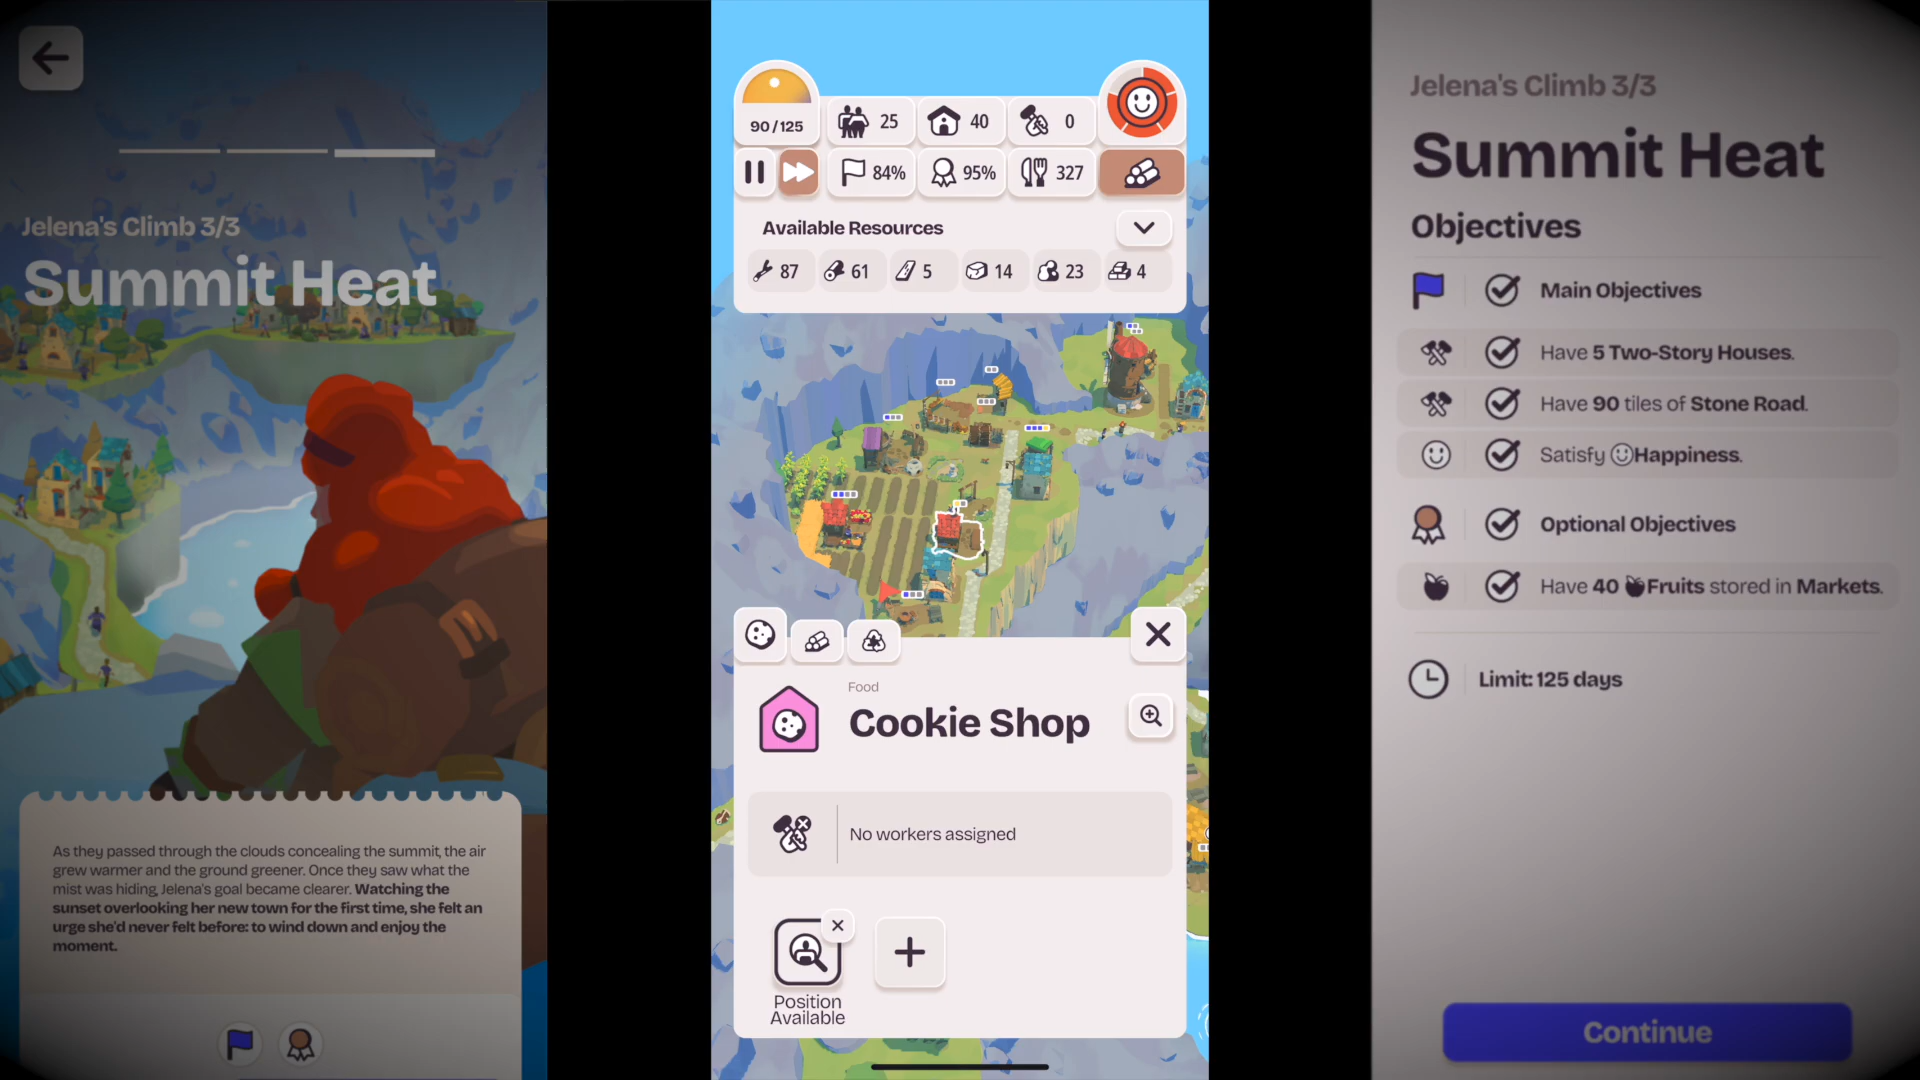 Jelena's Climb 3/3
Summit Heat
As they passed through the clouds concealing the summit, the air
grew warmer and the ground greener. Once they saw what the
mist was hiding, Jelena's goal became clearer. Watching the
sunset overlooking her new town for the first time, she felt an
urge she'd never felt before: to wind down and enjoy the
moment.
90/125
25
40
0
84%
95%
327
Available Resources
87
61
5
14
23
4
Food
Cookie Shop
No workers assigned
Position
Available
Jelena's Climb 3/3
Summit Heat
Objectives
Main Objectives
Have 5 Two-Story Houses.
Have 90 tiles of Stone Road.
Satisfy Happiness.
Optional Objectives
Have 40 Fruits stored in Markets.
Limit: 125 days
Continue